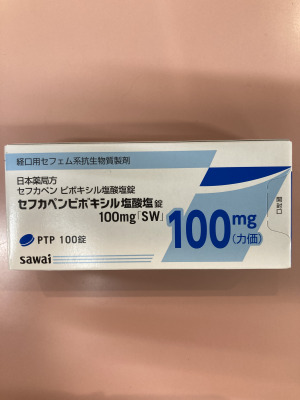 経口用セフェム系抗生物質製剤
日本薬局方
セフカペン ピボキシル塩酸塩錠
セフカペンピボキシル塩酸塩錠
100mg「SW」
100mg
(力価)
PTP 100錠
sawai
開封口